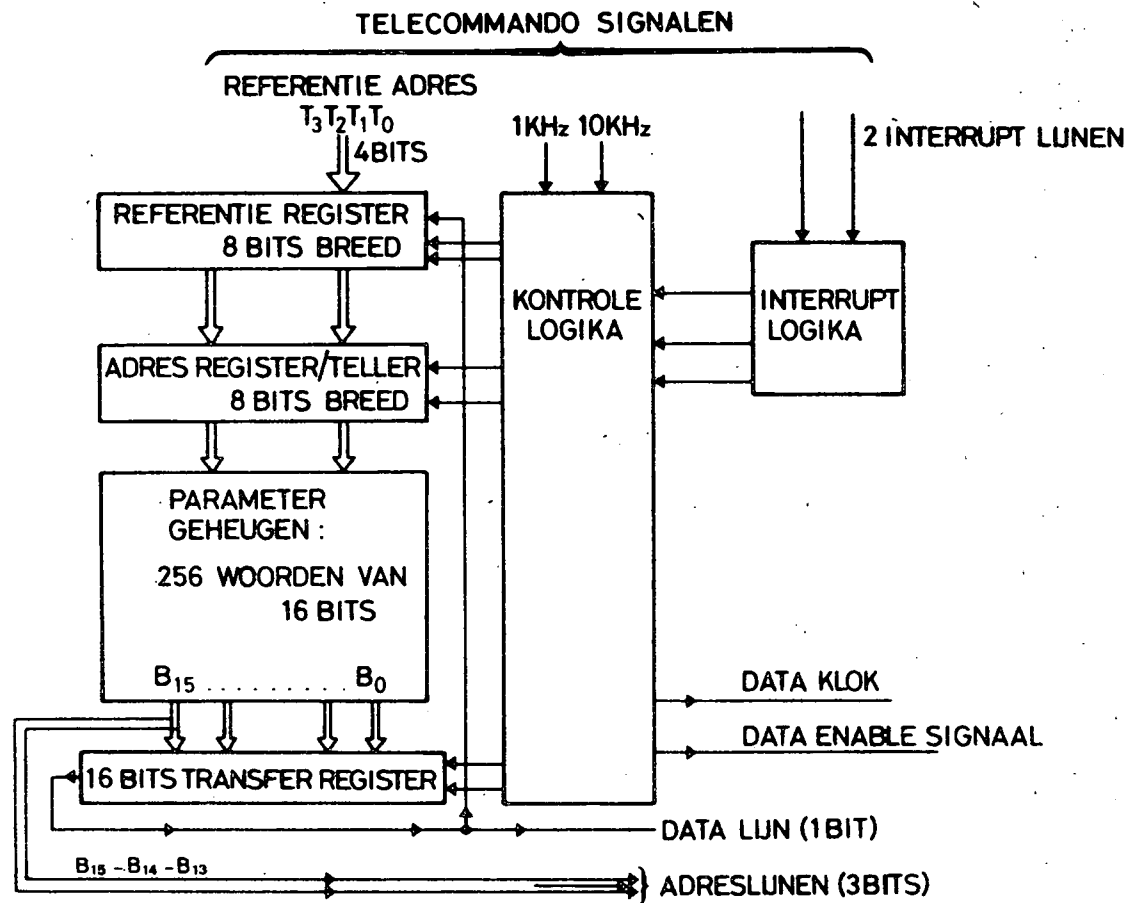 TELECOMMANDO SIGNALEN
REFERENTIE ADRES
T3T2T1T0
4BITS
1KHz 10KHz
2 INTERRUPT LIJNEN
REFERENTIE REGISTER
8 BITS BREED
KONTROLE
LOGIKA
INTERRUPT
LOGIKA
ADRES REGISTER/TELLER
8 BITS BREED
PARAMETER
GEHEUGEN :
256 WOORDEN VAN
16 BITS
B15 . . . . . . . . . . B0
DATA KLOK
DATA ENABLE SIGNAAL
16 BITS TRANSFER REGISTER
DATA LIJN (1 BIT)
B15 - B14 - B13
ADRESLIJNEN (3BITS)